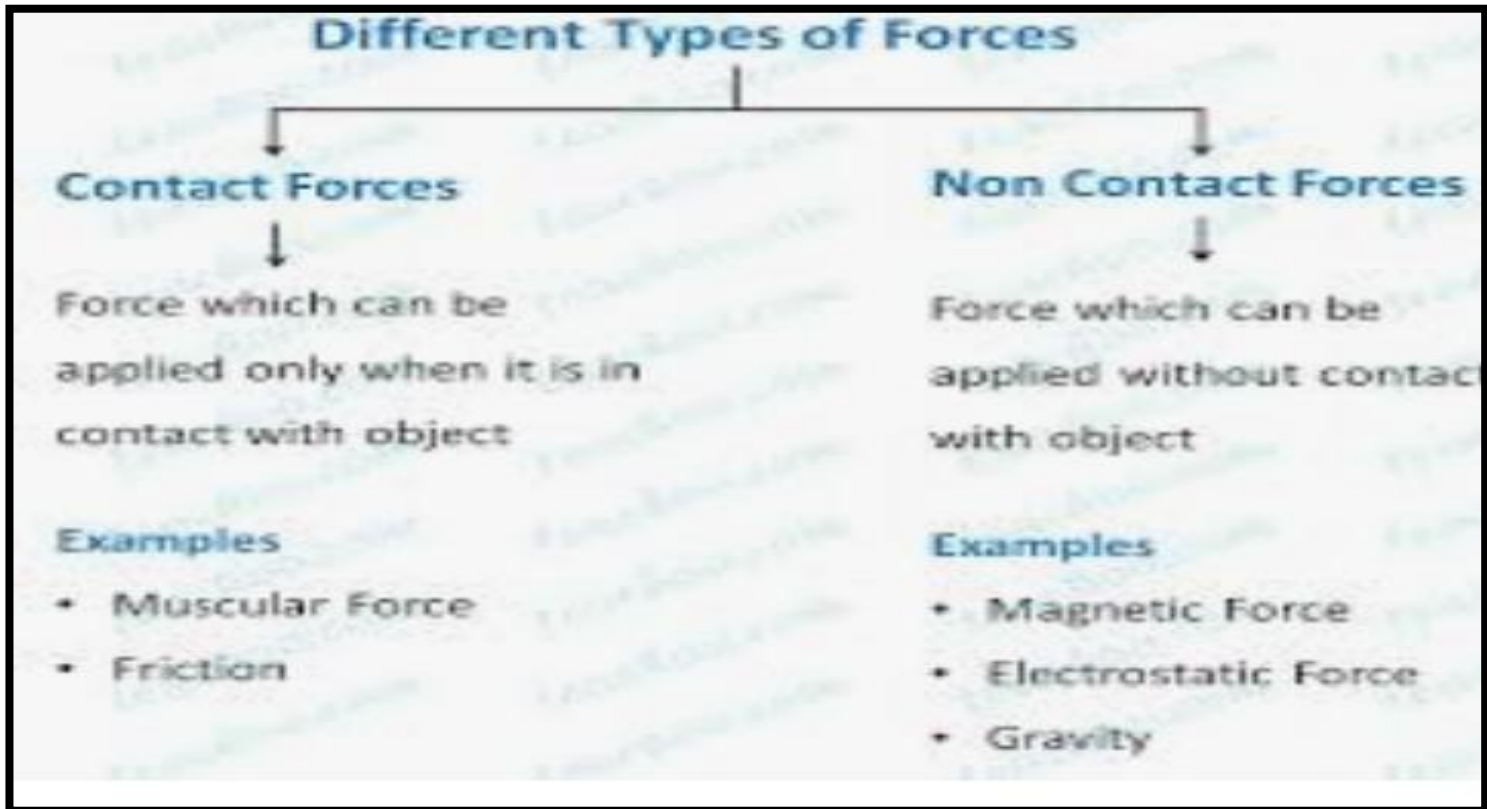 Different Types of Forces
Contact Forces
Force which can be
applied only when it is in
contact with object
Examples
• Muscular Force
• Friction
Non Contact Forces
Force which can be
applied without contact
with object
Examples
• Magnetic Force
• Electrostatic Force
• Gravity